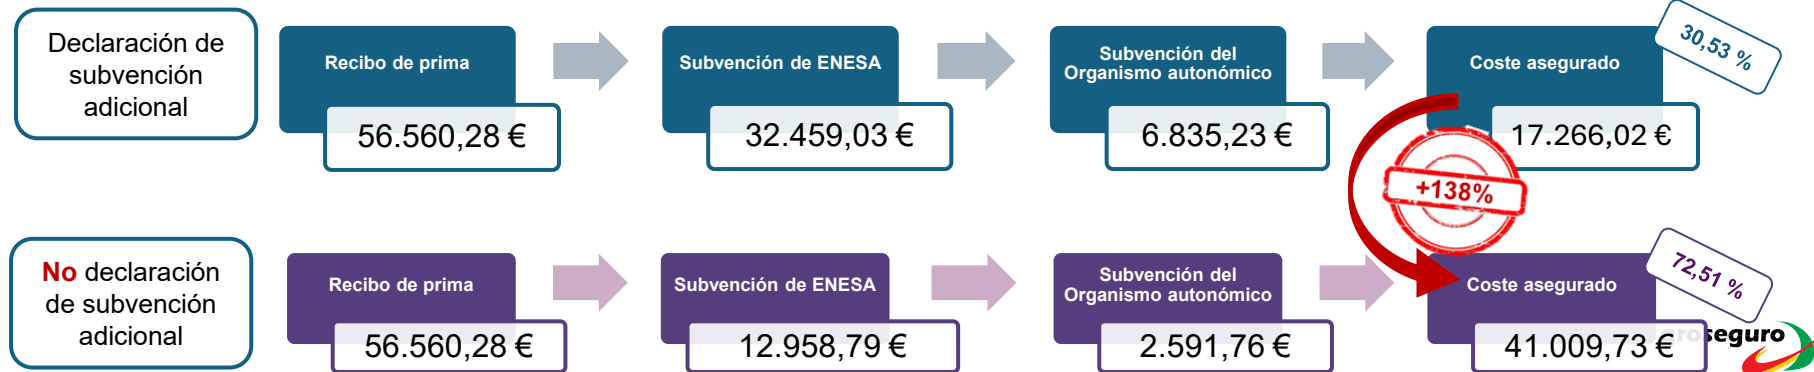 Declaración de
subvención
adicional
Recibo de prima
56.560,28 €
Subvención de ENESA
32.459,03 €
Subvención del
Organismo autonómico
6.835,23 €
Coste asegurado
17.266,02 €
30,53 %
+138%
No declaración
de subvención
adicional
Recibo de prima
56.560,28 €
Subvención de ENESA
12.958,79 €
Subvención del
Organismo autonómico
2.591,76 €
Coste asegurado
41.009,73 €
72,51 %
groseguro